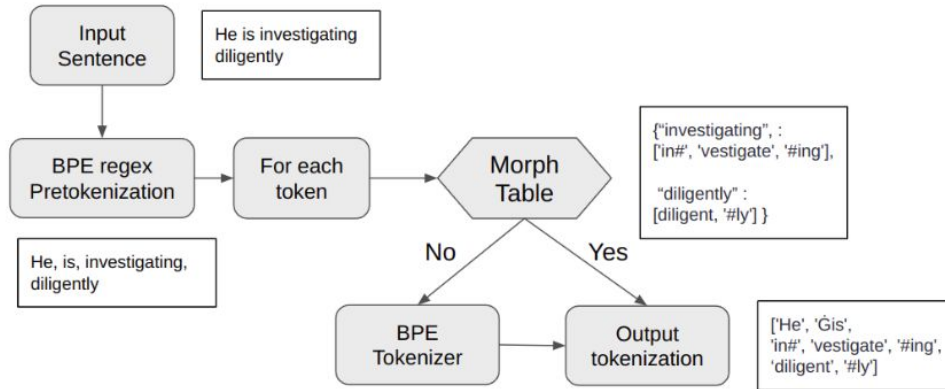 Input
Sentence
He is investigating
diligently
BPE regex
Pretokenization
For each
token
Morph
Table
{“investigating”, :
['in#', 'vestigate', '#ing'],
“diligently” :
[diligent, '#ly'] }
He, is, investigating,
diligently
No
Yes
BPE
Tokenizer
Output
tokenization
['He', 'Ġis',
'in#', 'vestigate', '#ing',
‘diligent’, '#ly']